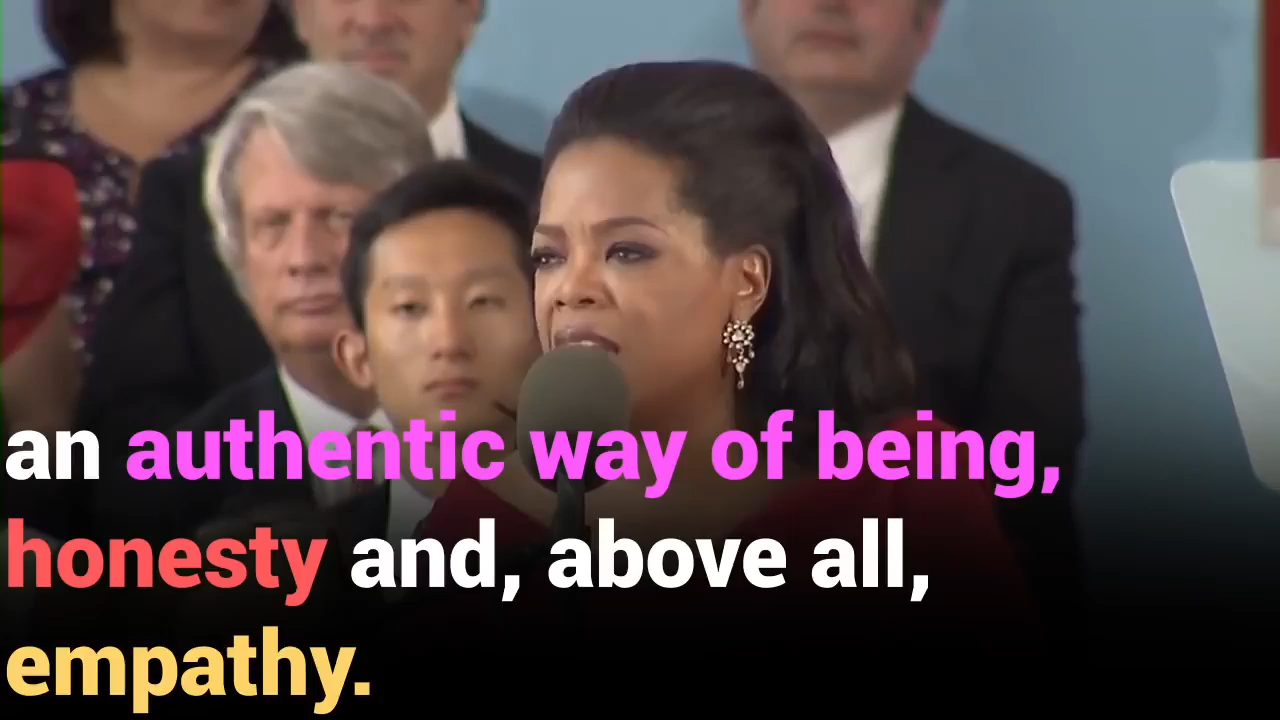 an authentic way of being,
honesty and, above all,
empathy.